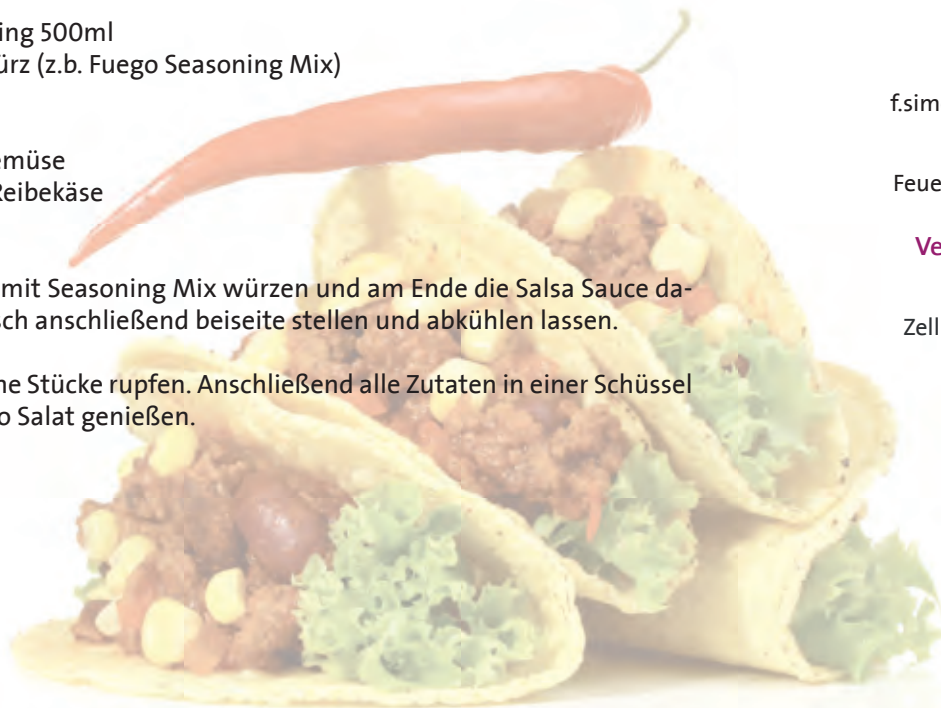 ing 500ml
ürz (z.b. Fuego Seasoning Mix)
emüse
Reibekäse
mit Seasoning Mix würzen und am Ende die Salsa Sauce da-
sch anschließend beiseite stellen und abkühlen lassen.
ne Stücke rupfen. Anschließend alle Zutaten in einer Schüssel
o Salat genießen.
f.sim
Feue
Ve
Zell